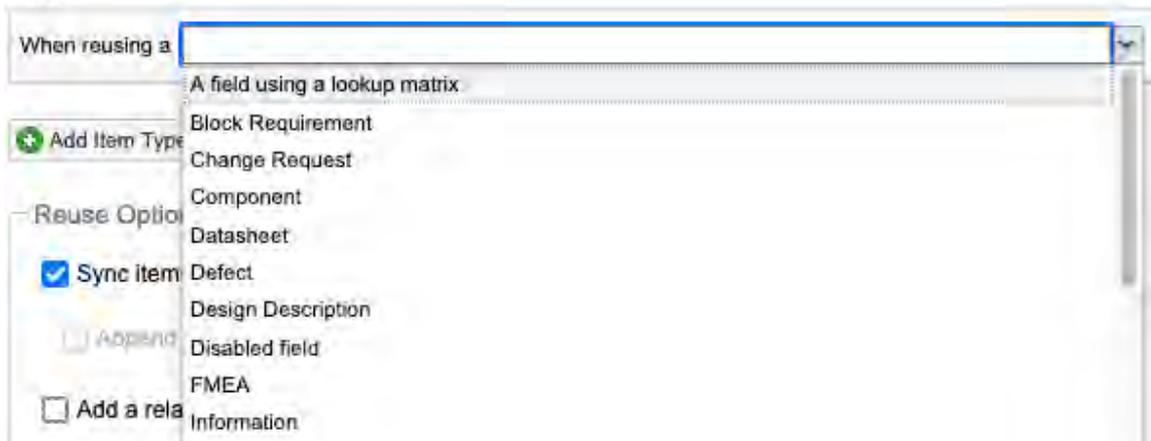 When reusing a
A field using a lookup matrix
Block Requirement
Add Item Type
Change Request
Component
Reuse Optio
Datasheet
Sync item
Defect
Design Description
Append
Disabled field
FMEA
Add a rela
Information